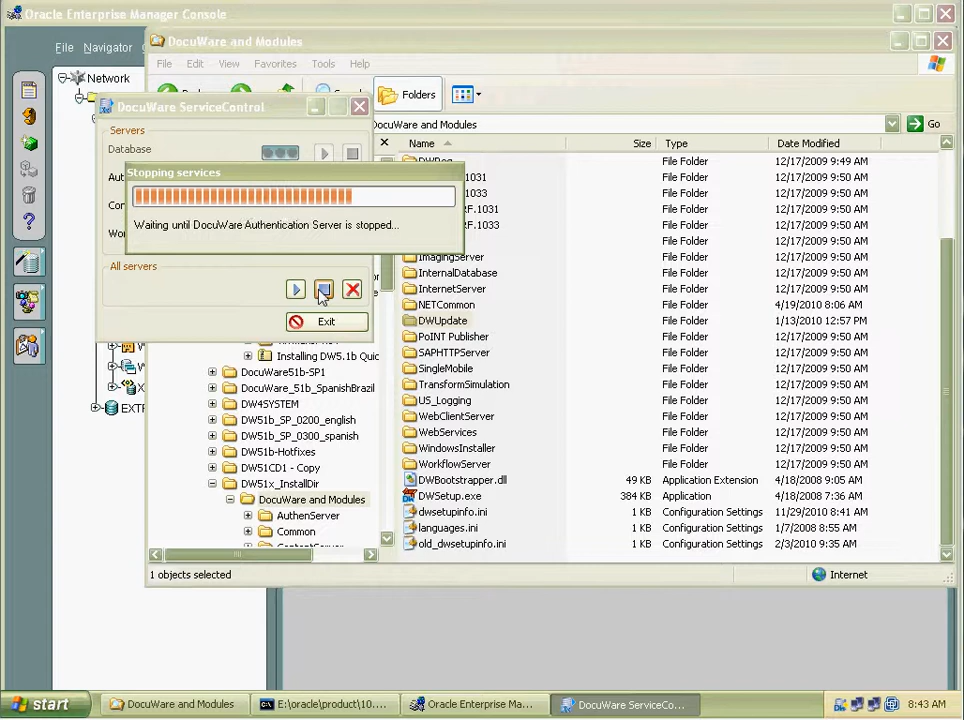 Oracle Enterprise Manager Console
File Navigator
Network
DocuWare and Modules
File Edit View Favorites Tools Help
Folders
DocuWare and Modules
Go
DocuWare ServiceControl
Servers
Database
Stopping services
Waiting until DocuWare Authentication Server is stopped...
All servers
Exit
Installing DW5.1b Quic
DocuWare51b-SP1
DocuWare_51b_SpanishBrazil
DW4SYSTEM
DW51b_SP_0200_english
DW51b_SP_0300_spanish
DW51b-Hotfixes
DW51CD1 - Copy
DW51x_InstallDir
DocuWare and Modules
AuthenServer
Common
Name Size Type Date Modified
File Folder 12/17/2009 9:49 AM
1031 File Folder 12/17/2009 9:50 AM
1033 File Folder 12/17/2009 9:50 AM
RF.1031 File Folder 12/17/2009 9:50 AM
RF.1033 File Folder 12/17/2009 9:50 AM
File Folder 12/17/2009 9:50 AM
ImagingServer File Folder 12/17/2009 9:50 AM
InternalDatabase File Folder 12/17/2009 9:50 AM
InternetServer File Folder 12/17/2009 9:50 AM
NETCommon File Folder 4/19/2010 8:06 AM
DWUpdate File Folder 1/13/2010 12:57 PM
PoINT Publisher File Folder 12/17/2009 9:50 AM
SAPHTTPServer File Folder 12/17/2009 9:50 AM
SingleMobile File Folder 12/17/2009 9:50 AM
TransformSimulation File Folder 12/17/2009 9:50 AM
US_Logging File Folder 12/17/2009 9:50 AM
WebClientServer File Folder 12/17/2009 9:50 AM
WebServices File Folder 12/17/2009 9:50 AM
WindowsInstaller File Folder 12/17/2009 9:50 AM
WorkflowServer File Folder 12/17/2009 9:50 AM
DWBootstrapper.dll 49 KB Application Extension 4/18/2008 9:05 AM
DWSetup.exe 384 KB Application 4/18/2008 7:36 AM
dwsetupinfo.ini 1 KB Configuration Settings 11/29/2010 8:41 AM
languages.ini 1 KB Configuration Settings 1/7/2008 8:55 AM
old_dwsetupinfo.ini 1 KB Configuration Settings 2/3/2010 9:35 AM
1 objects selected
Internet
start
DocuWare and Modules
E:\oracle\product\10....
Oracle Enterprise Ma...
DocuWare ServiceCo...
8:43 AM